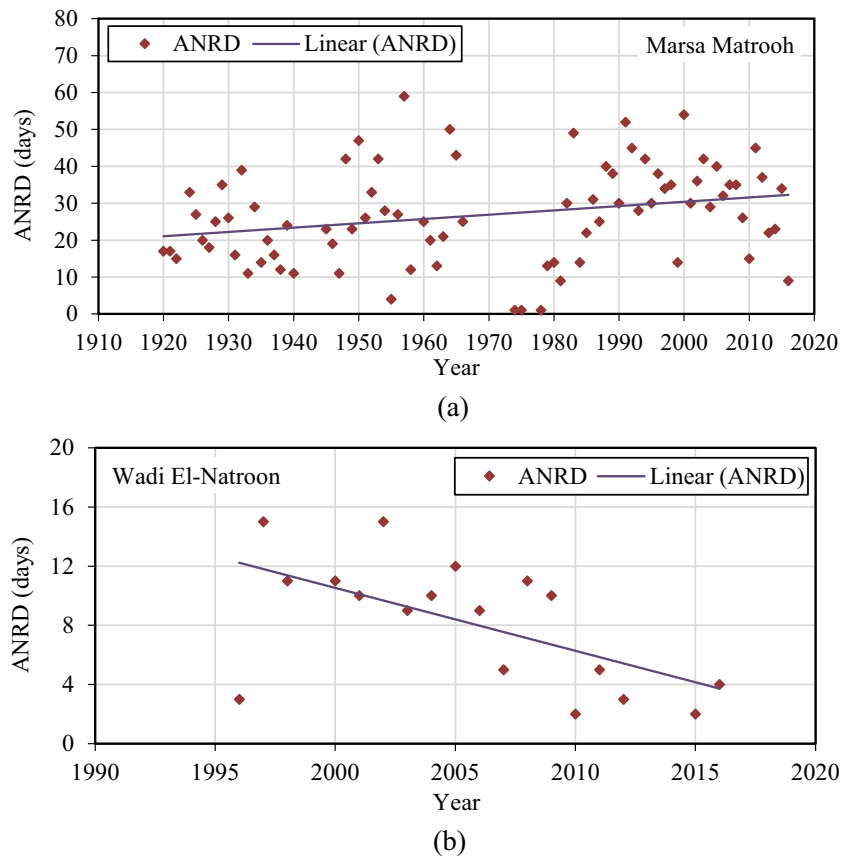 80
70
60
50
40
30
20
10
0
ANRD (days)
ANRD Linear (ANRD)
Marsa Matrooh
1910 1920 1930 1940 1950 1960 1970 1980 1990 2000 2010 2020
Year
(a)
20
16
12
8
4
0
ANRD (days)
Wadi El-Natroon
ANRD Linear (ANRD)
1990 1995 2000 2005 2010 2015 2020
Year
(b)